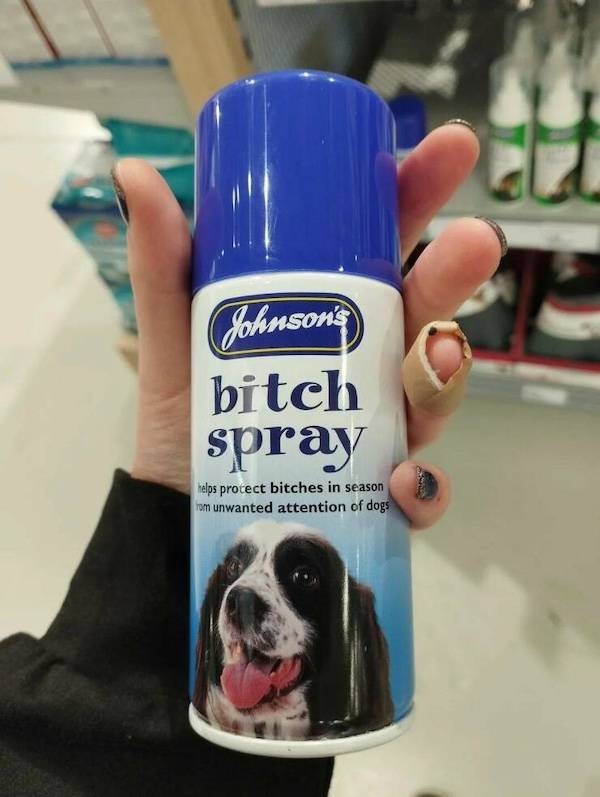 Johnson's
bitch
spray
helps protect bitches in season
from unwanted attention of dogs